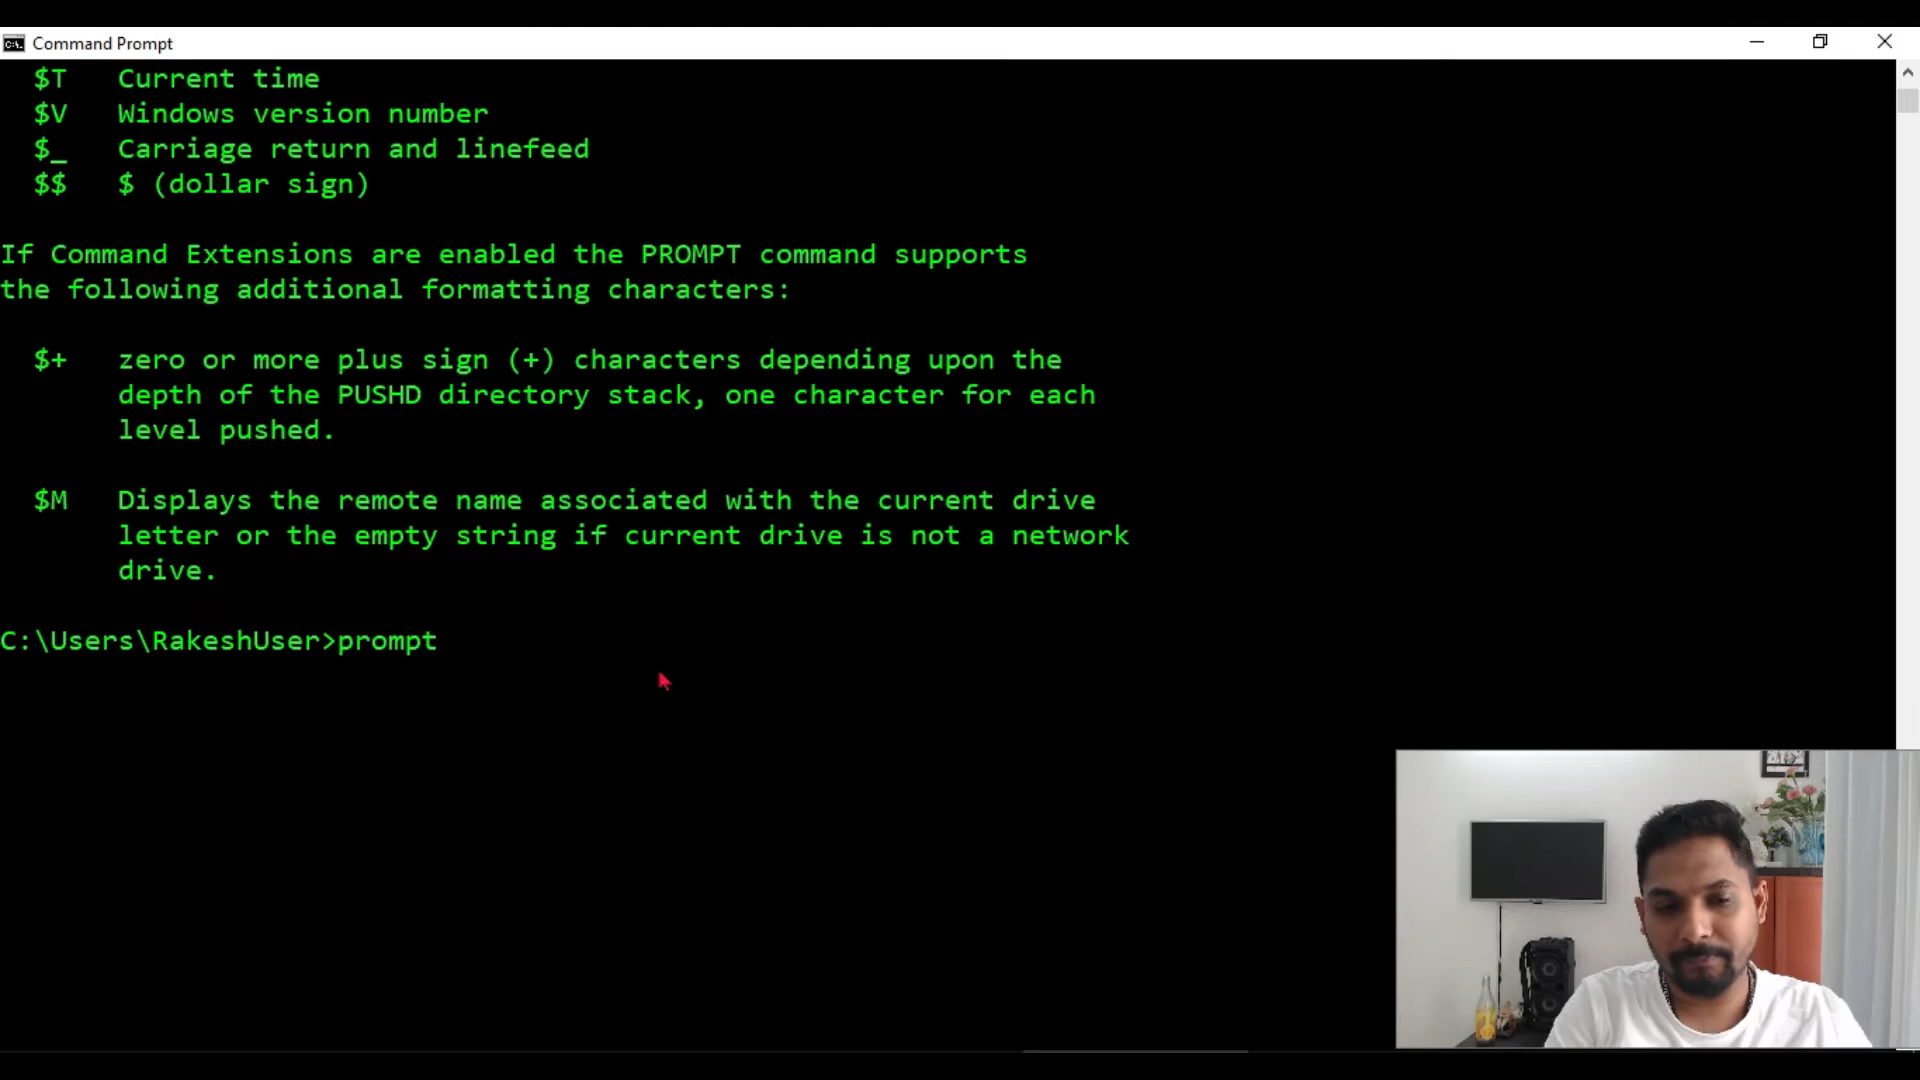 Command Prompt
$T Current time
$V Windows version number
$_ Carriage return and linefeed
$$ $ (dollar sign)
If Command Extensions are enabled the PROMPT command supports
the following additional formatting characters:
$+ zero or more plus sign (+) characters depending upon the
depth of the PUSHD directory stack, one character for each
level pushed.
$M Displays the remote name associated with the current drive
letter or the empty string if current drive is not a network
drive.
C:\Users\RakeshUser>prompt